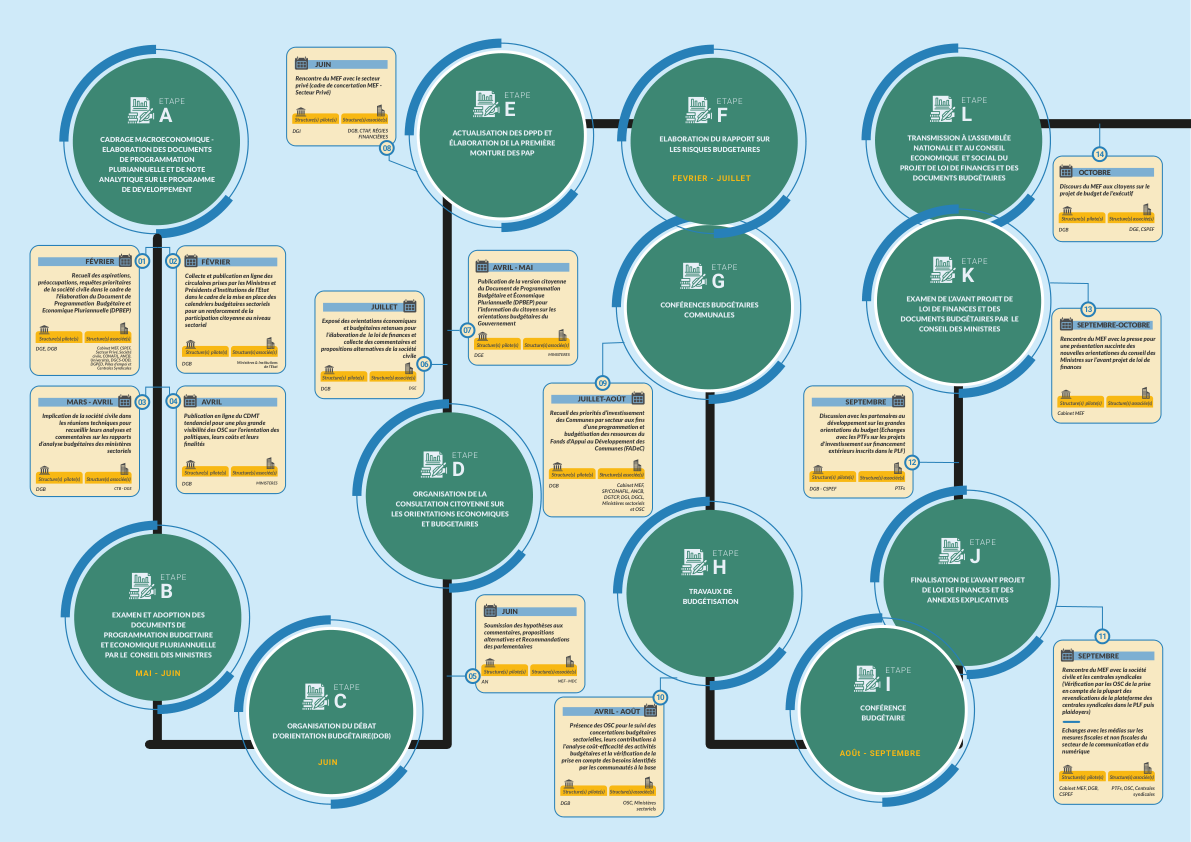 ETAPE
A
CADRAGE MACROECONOMIQUE -
ELABORATION DES DOCUMENTS
DE PROGRAMMATION
PLURIANNUELLE ET DE NOTE
ANALYTIQUE SUR LE PROGRAMME
DE DEVELOPPEMENT
FÉVRIER
01
Recueil des aspirations,
préoccupations, requêtes prioritaires
de la société civile dans le cadre de
l'élaboration du Document de
Programmation Budgétaire et
Economique Pluriannuelle (DPBEP)
Structure(s) pilote(s)
Structure(s) associée(s)
DGE, DGB
Cabinet MEF, CSPEF,
Secteur Privé, Société
civile, CONAFIL, ANCB,
Centrales Syndicales
02
FÉVRIER
Collecte et publication en ligne des
circulaires prises par les Ministres et
Présidents d'Institutions de l'Etat
dans le cadre de la mise en place des
calendriers budgétaires sectoriels
pour un renforcement de la
participation citoyenne au niveau
sectoriel
Structure(s) pilote(s)
Structure(s) associée(s)
DGB
Ministères & Institutions
de l'Etat
MARS - AVRIL
03
Implication de la société civile dans
les réunions techniques pour
recueillir leurs analyses et
commentaires sur les rapports
d'analyse budgétaires des ministères
sectoriels
Structure(s) pilote(s)
Structure(s) associée(s)
DGB
CTB - DGE
04
AVRIL
Publication en ligne du CDMT
tendanciel pour une plus grande
visibilité des OSC sur l'orientation des
politiques, leurs coûts et leurs
finalités
Structure(s) pilote(s)
Structure(s) associée(s)
DGB
MINISTERES
ETAPE
B
EXAMEN ET ADOPTION DES
DOCUMENTS DE
PROGRAMMATION BUDGETAIRE
ET ECONOMIQUE PLURIANNUELLE
PAR LE CONSEIL DES MINISTRES
MAI - JUIN
ETAPE
C
ORGANISATION DU DÉBAT
D'ORIENTATION BUDGÉTAIRE(DOB)
JUIN
05
JUIN
Soumission des hypothèses aux
commentaires, propositions
alternatives et Recommandations
des parlementaires
Structure(s) pilote(s)
Structure(s) associée(s)
AN
MEF - MDC
ETAPE
D
ORGANISATION DE LA
CONSULTATION CITOYENNE SUR
LES ORIENTATIONS ECONOMIQUES
ET BUDGETAIRES
JUILLET
Exposé des orientations économiques
et budgétaires retenues pour
l'élaboration de la loi de finances et
collecte des commentaires et
propositions alternatives de la société
civile
06
Structure(s) pilote(s)
Structure(s) associée(s)
DGB
DGE
AVRIL - MAI
Publication de la version citoyenne
du Document de Programmation
Budgétaire et Économique
Pluriannuelle (DPBEP) pour
l'information du citoyen sur les
orientations budgétaires du
Gouvernement
07
Structure(s) pilote(s)
Structure(s) associée(s)
DGE
MINISTERES
JUIN
Rencontre du MEF avec le secteur
privé (cadre de concertation MEF -
Secteur Privé)
Structure(s) pilote(s)
Structure(s) associée(s)
DGI
DGB, CTAF, RÉGIES
FINANCIÈRES
08
ETAPE
E
ACTUALISATION DES DPPD ET
ÉLABORATION DE LA PREMIÈRE
MONTURE DES PAP
ETAPE
F
ELABORATION DU RAPPORT SUR
LES RISQUES BUDGETAIRES
FEVRIER - JUILLET
ETAPE
G
CONFÉRENCES BUDGÉTAIRES
COMMUNALES
09
JUILLET-AOUT
Recueil des priorités d'investissement
des Communes par secteur aux fins
d'une programmation et
budgétisation des ressources du
Fonds d'Appui au Développement des
Communes (FADeC)
Structure(s) pilote(s)
Structure(s) associée(s)
DGB
Cabinet MEF,
SP/CONAFIL, ANCB,
DGTCP, DGI, DGCL,
Ministères sectoriels
et OSC
ETAPE
H
TRAVAUX DE
BUDGÉTISATION
10
AVRIL - AOÛT
Présence des OSC pour le suivi des
concertations budgétaires
sectorielles, leurs contributions à
l'analyse coût-efficacité des activités
budgétaires et la vérification de la
prise en compte des besoins identifiés
par les communautés à la base
Structure(s) pilote(s)
Structure(s) associée(s)
DGB
OSC, Ministères
sectoriels
ETAPE
I
CONFÉRENCE
BUDGÉTAIRE
AOÛt - SEPTEMBRE
ETAPE
J
FINALISATION DE L'AVANT PROJET
DE LOI DE FINANCES ET DES
ANNEXES EXPLICATIVES
11
SEPTEMBRE
Rencontre du MEF avec la société
civile et les centrales syndicales
(Vérification par les OSC de la prise
en compte de la plupart des
revendications de la plateforme des
centrales syndicales dans le PLF puis
plaidoyers)
Echanges avec les médias sur les
mesures fiscales et non fiscales du
secteur de la communication et du
numérique
Structure(s) pilote(s)
Structure(s) associée(s)
Cabinet MEF, DGB,
CSPEF
PTFs, OSC, Centrales
syndicales
SEPTEMBRE
Discussion avec les partenaires au
développement sur les grandes
orientations du budget (Echanges
avec les PTFs sur les projets
d'investissement sur financement
extérieurs inscrits dans le PLF)
12
Structure(s) pilote(s)
Structure(s) associée(s)
DGB - CSPEF
PTFs
ETAPE
K
EXAMEN DE L'AVANT PROJET DE
LOI DE FINANCES ET DES
DOCUMENTS BUDGÉTAIRES PAR LE
CONSEIL DES MINISTRES
13
SEPTEMBRE-OCTOBRE
Rencontre du MEF avec la presse pour
une présentation succincte des
nouvelles orientationes du conseil des
Ministres sur l'avant projet de loi de
finances
Structure(s) pilote(s)
Structure(s) associée(s)
Cabinet MEF
ETAPE
L
TRANSMISSION À L'ASSEMBLÉE
NATIONALE ET AU CONSEIL
ECONOMIQUE ET SOCIAL DU
PROJET DE LOI DE FINANCES ET DES
DOCUMENTS BUDGÉTAIRES
14
OCTOBRE
Discours du MEF aux citoyens sur le
projet de budget de l'exécutif
Structure(s) pilote(s)
Structure(s) associée(s)
DGB
DGE, CSPEF